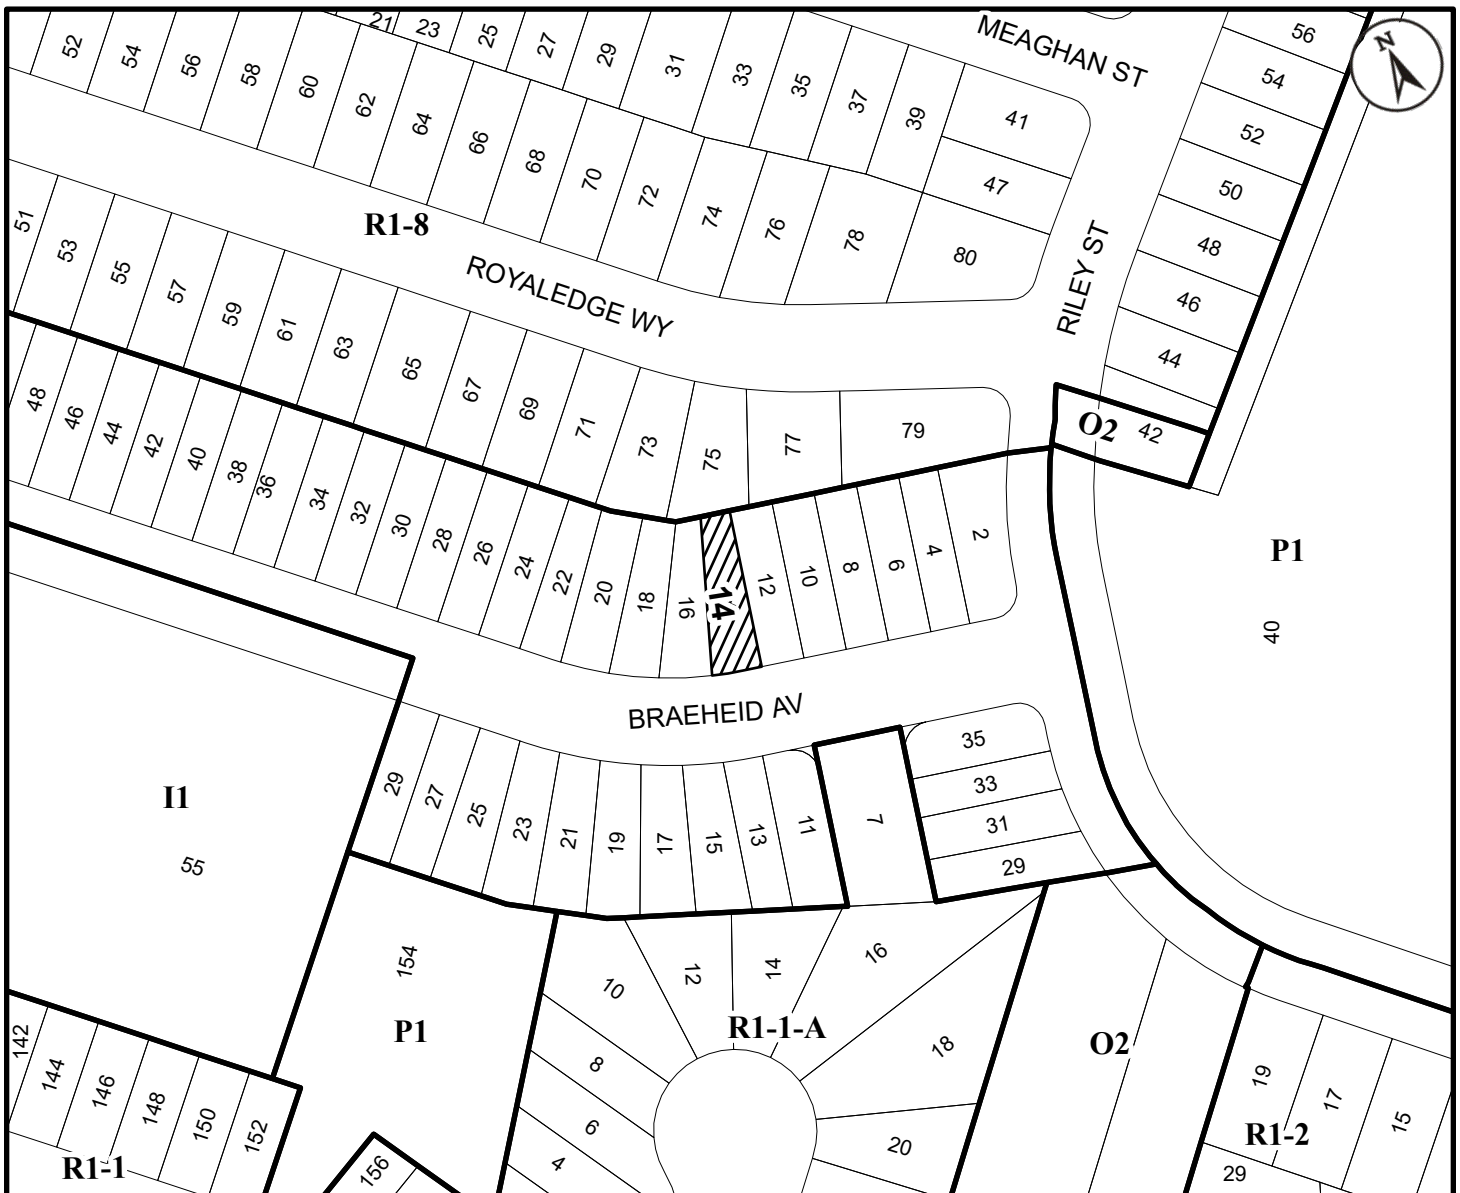 21 23 25 27 29 31 33 35 37 39 41
MEAGHAN ST
56
N
52 54 56 58 60 62 64 66 68 70 72 74 76 78 80
47
54
52
50
48
46
44
42
O2
RILEY ST
R1-8
ROYALEDGE WY
51 53 55 57 59 61 63 65 67 69 71 73 75 77 79
48 46 44 42 40 38 36 34 32 30 28 26 24 22 20 18 16 14 12 10 8 6 4 2
P1
40
BRAEHEID AV
I1
55
29 27 25 23 21 19 17 15 13 11 7
35
33
31
29
154
P1
10 12 14 16
R1-1-A
18
8
6
4
20
O2
142 144 146 148 150 152
R1-1
156
19 17 15
R1-2
29